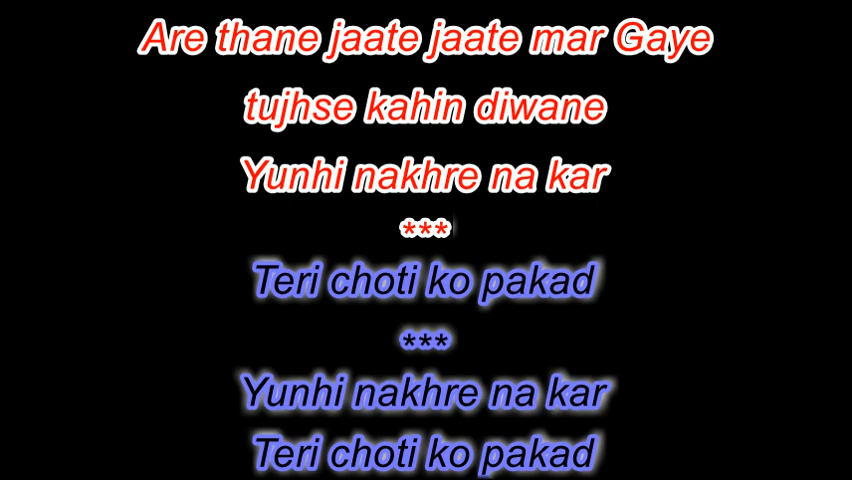 Are thane jaate jaate mar Gaye
tujhse kahin diwane
Yunhi nakhre na kar
***
Teri choti ko pakad
***
Yunhi nakhre na kar
Teri choti ko pakad